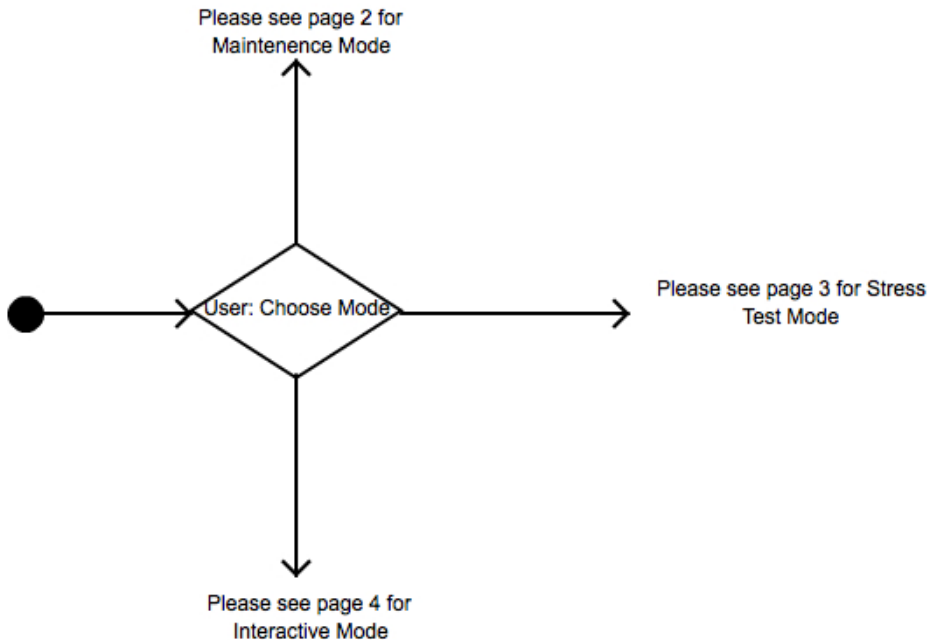 Please see page 2 for
Maintenence Mode
User: Choose Mode
Please see page 3 for Stress
Test Mode
Please see page 4 for
Interactive Mode